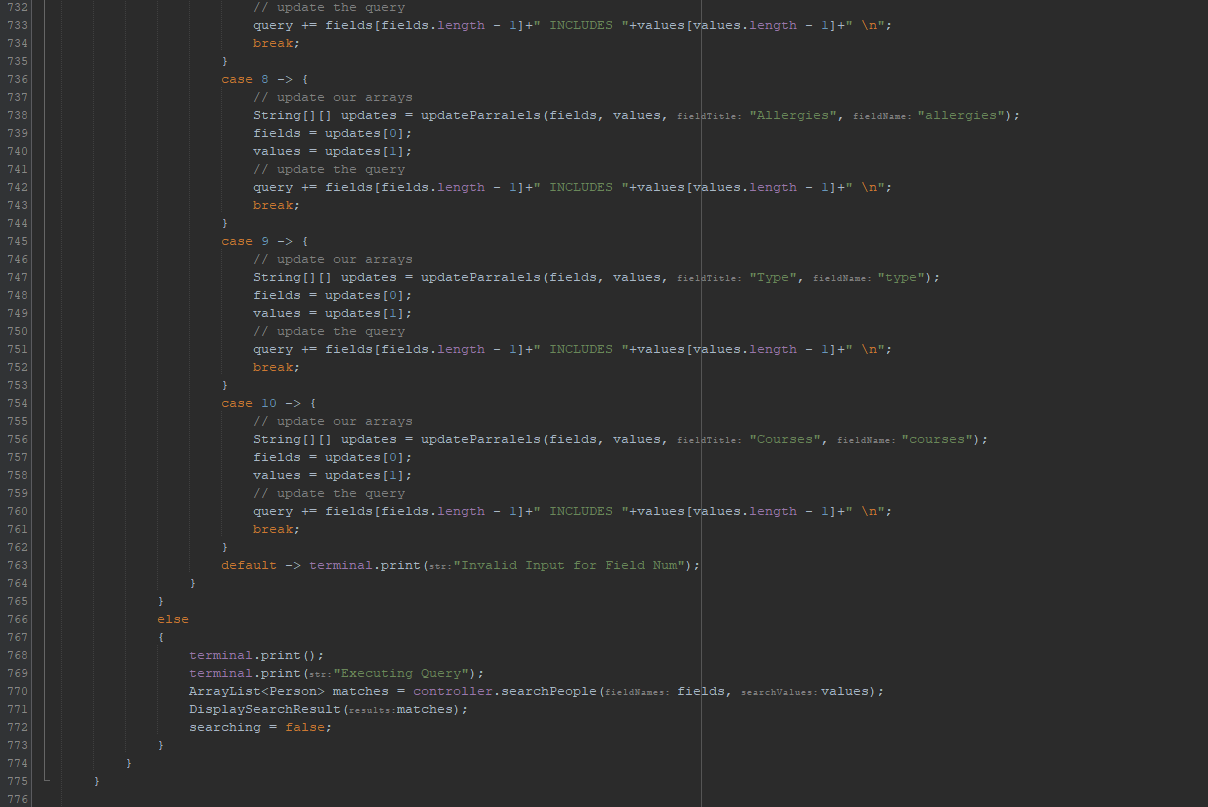 732 // update the query
733 query += fields[fields.length - 1]+" INCLUDES "+values[values.length - 1]+" \n";
734 break;
735 }
736 case 8 -> {
737 // update our arrays
738 String[][] updates = updateParralels(fields, values, fieldTitle: "Allergies", fieldName: "allergies");
739 fields = updates[0];
740 values = updates[1];
741 // update the query
742 query += fields[fields.length - 1]+" INCLUDES "+values[values.length - 1]+" \n";
743 break;
744 }
745 case 9 -> {
746 // update our arrays
747 String[][] updates = updateParralels(fields, values, fieldTitle: "Type", fieldName: "type");
748 fields = updates[0];
749 values = updates[1];
750 // update the query
751 query += fields[fields.length - 1]+" INCLUDES "+values[values.length - 1]+" \n";
752 break;
753 }
754 case 10 -> {
755 // update our arrays
756 String[][] updates = updateParralels(fields, values, fieldTitle: "Courses", fieldName: "courses");
757 fields = updates[0];
758 values = updates[1];
759 // update the query
760 query += fields[fields.length - 1]+" INCLUDES "+values[values.length - 1]+" \n";
761 break;
762 }
763 default -> terminal.print(str: "Invalid Input for Field Num");
764 }
765 }
766 else
767 {
768 terminal.print();
769 terminal.print(str: "Executing Query");
770 ArrayList<Person> matches = controller.searchPeople(fieldNames: fields, searchValues: values);
771 DisplaySearchResult(results: matches);
772 searching = false;
773 }
774 }
775 }
776